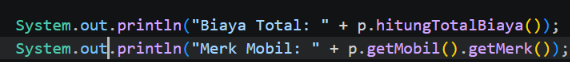 System.out.println("Biaya Total: " + p.hitungTotalBiaya());
System.out.println("Merk Mobil: " + p.getMobil().getMerk());